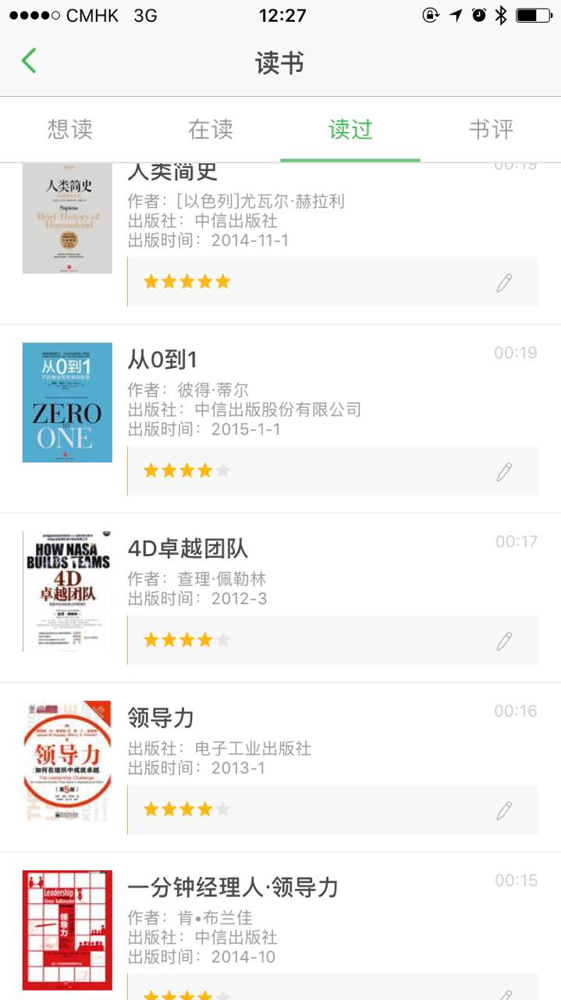 CMHK 3G 12:27
读书
想读 在读 读过 书评
人类简史
00:19
作者：[以色列]尤瓦尔·赫拉利
出版社：中信出版社
出版时间：2014-11-1
人类简史
Sapiens
Brief History of
Humankind
从0到1
00:19
作者：彼得·蒂尔
出版社：中信出版股份有限公司
出版时间：2015-1-1
从0到1
ZERO
TO
ONE
4D卓越团队
00:17
作者：查理·佩勒林
出版时间：2012-3
HOW NASA
BUILDS TEAMS
4D
卓越团队
领导力
00:16
出版社：电子工业出版社
出版时间：2013-1
领导力
如何在组织中成就卓越
The Leadership Challenge
（第5版）
一分钟经理人·领导力
00:15
作者：肯•布兰佳
出版社：中信出版社
出版时间：2014-10
Leadership
One Minute
领导力